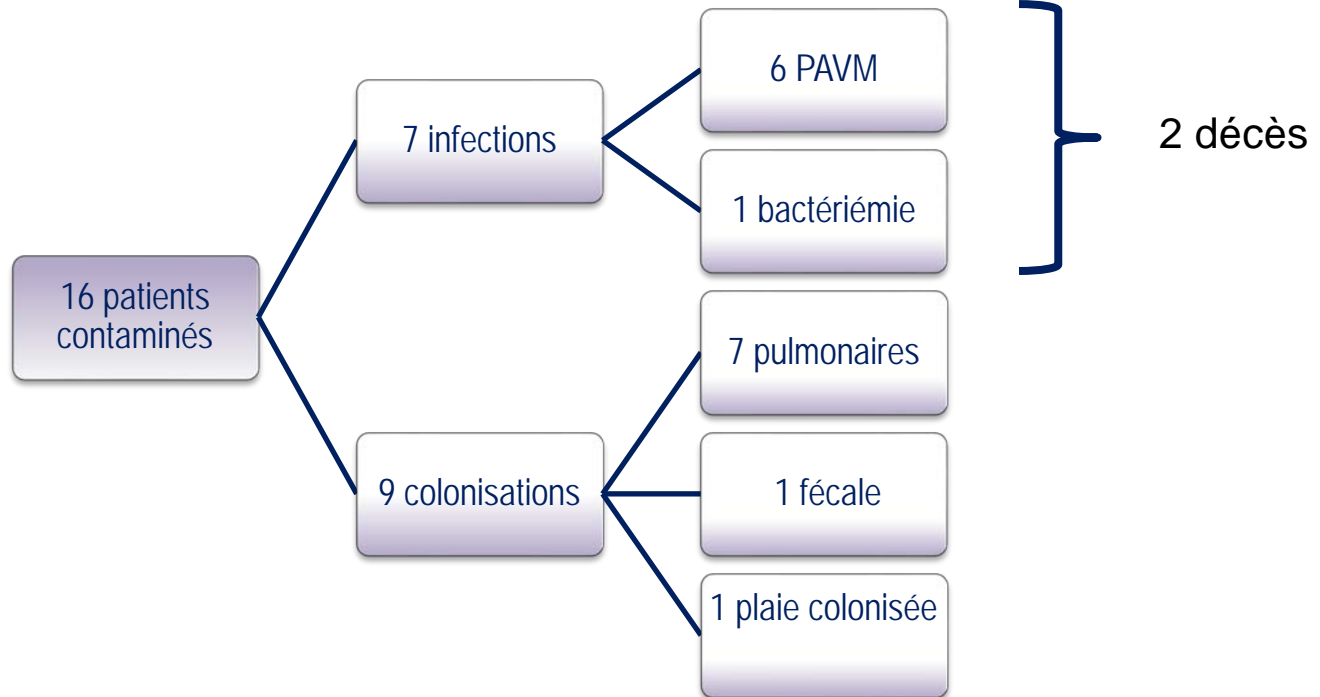 16 patients
contaminés
7 infections
6 PAVM
1 bactériémie
2 décès
9 colonisations
7 pulmonaires
1 fécale
1 plaie colonisée